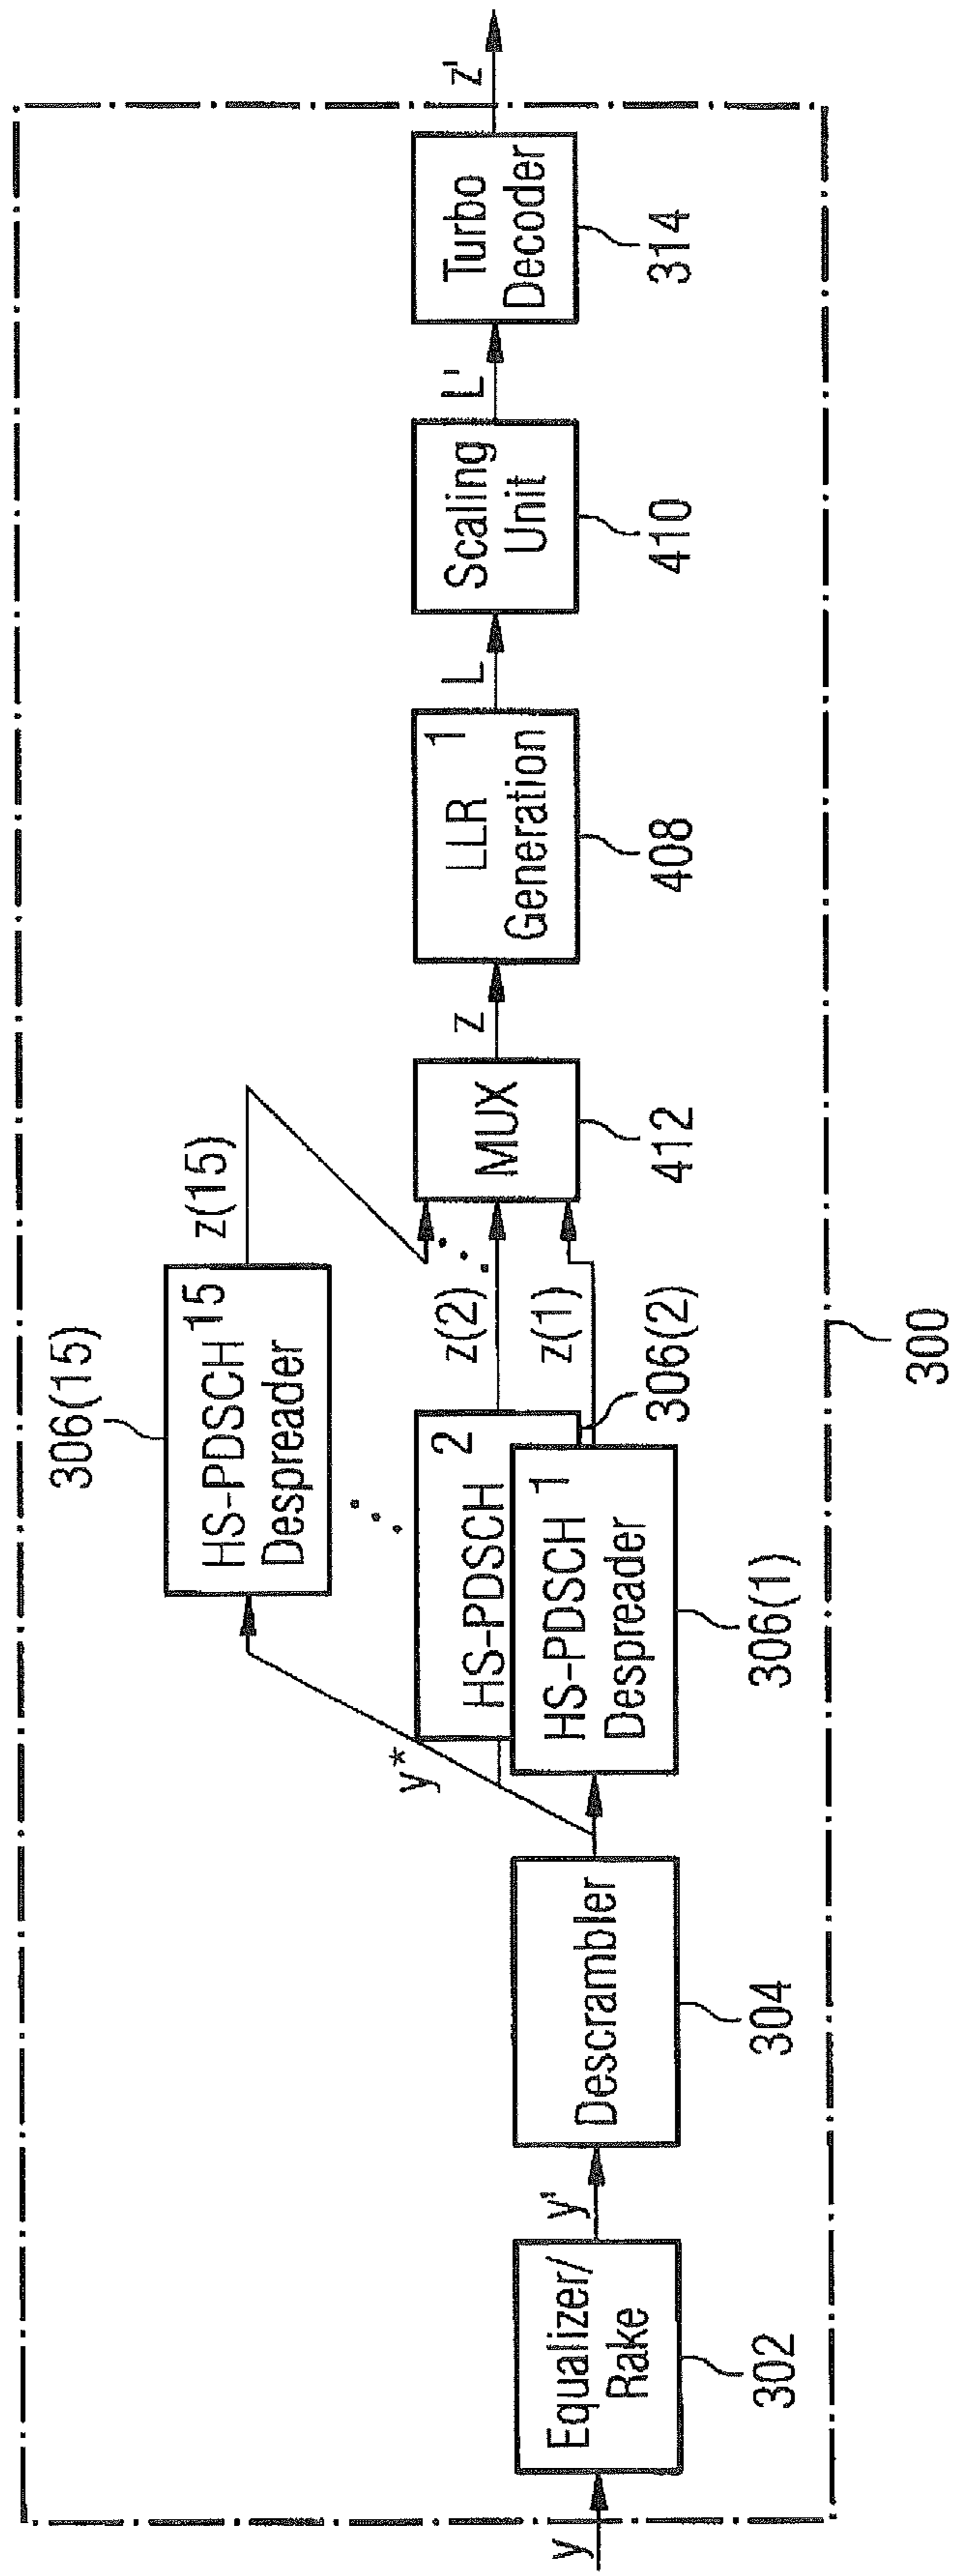 y
Equalizer/
Rake
302
y'
Descrambler
304
y*
HS-PDSCH 15
Despreader
306(15)
HS-PDSCH 2
306(2)
HS-PDSCH 1
Despreader
306(1)
z(15)
z(2)
z(1)
MUX
412
z
LLR 1
Generation
408
L
Scaling
Unit
410
L'
Turbo
Decoder
314
z'
300